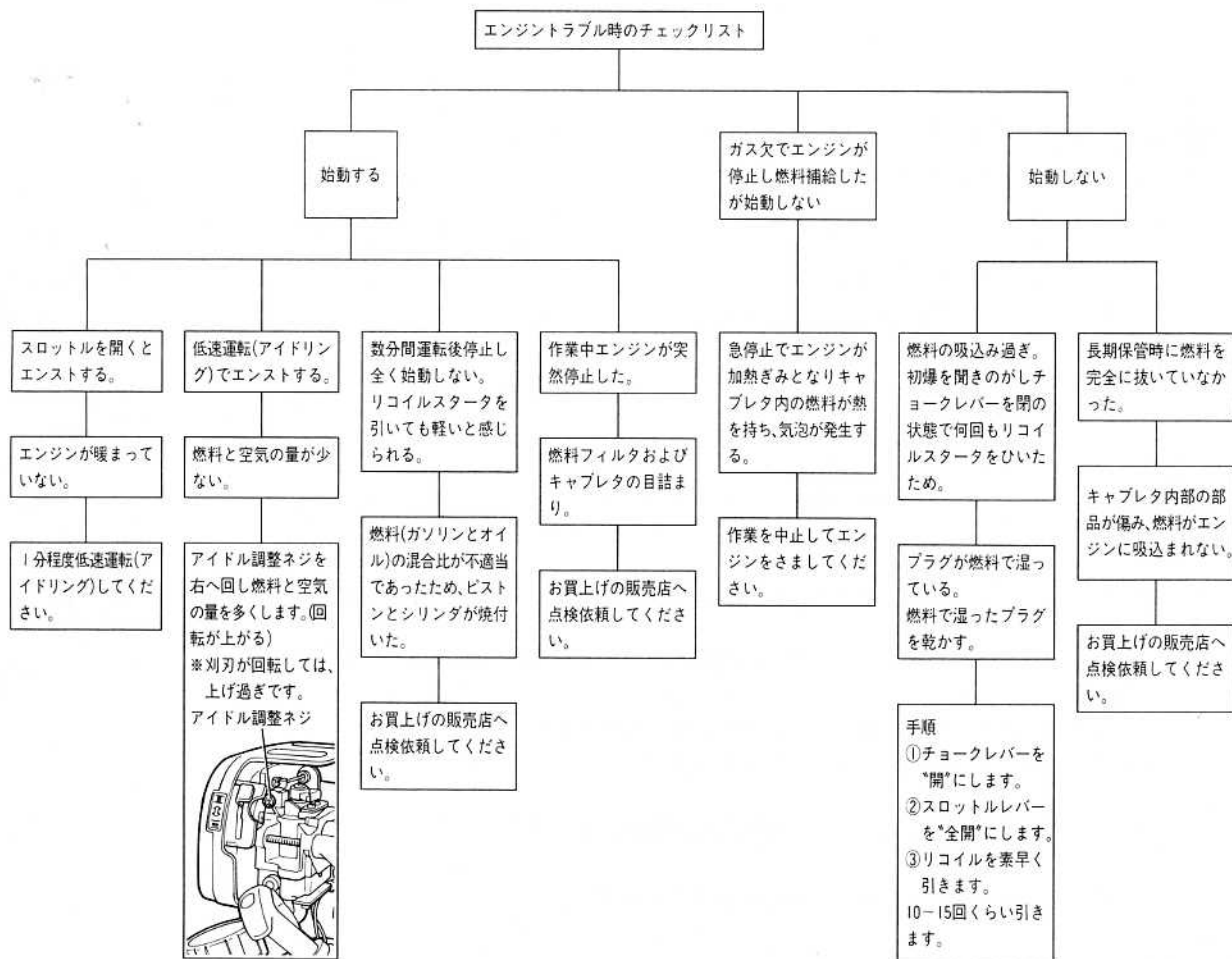 エンジントラブル時のチェックリスト
始動する
ガス欠でエンジンが
停止し燃料補給した
が始動しない
始動しない
スロットルを開くと
エンストする。
エンジンが暖まって
いない。
1分程度低速運転(ア
イドリング)してくだ
さい。
低速運転(アイドリン
グ)でエンストする。
燃料と空気の量が少
ない。
アイドル調整ネジを
右へ回し燃料と空気
の量を多くします。(回
転が上がる)
※刈刃が回転しては、
上げ過ぎです。
アイドル調整ネジ
数分間運転後停止し
全く始動しない。
リコイルスタータを
引いても軽いと感じ
られる。
燃料(ガソリンとオイ
ル)の混合比が不適当
であったため、ピスト
ンとシリンダが焼付
いた。
お買上げの販売店へ
点検依頼してくださ
い。
作業中エンジンが突
然停止した。
燃料フィルタおよび
キャブレタの目詰ま
り。
お買上げの販売店へ
点検依頼してくださ
い。
急停止でエンジンが
加熱ぎみとなりキャ
ブレタ内の燃料が熱
を持ち、気泡が発生す
る。
作業を中止してエン
ジンをさましてくだ
さい。
燃料の吸込み過ぎ。
初爆を聞きのがしチ
ョークレバーを閉の
状態で何回もリコイ
ルスタータをひいた
ため。
プラグが燃料で湿っ
ている。
燃料で湿ったプラグ
を乾かす。
手順
①チョークレバーを
〝開〟にします。
②スロットルレバー
を〝全開〟にします。
③リコイルを素早く
引きます。
10－15回くらい引き
ます。
長期保管時に燃料を
完全に抜いていなか
った。
キャブレタ内部の部
品が傷み、燃料がエン
ジンに吸込まれない。
お買上げの販売店へ
点検依頼してくださ
い。